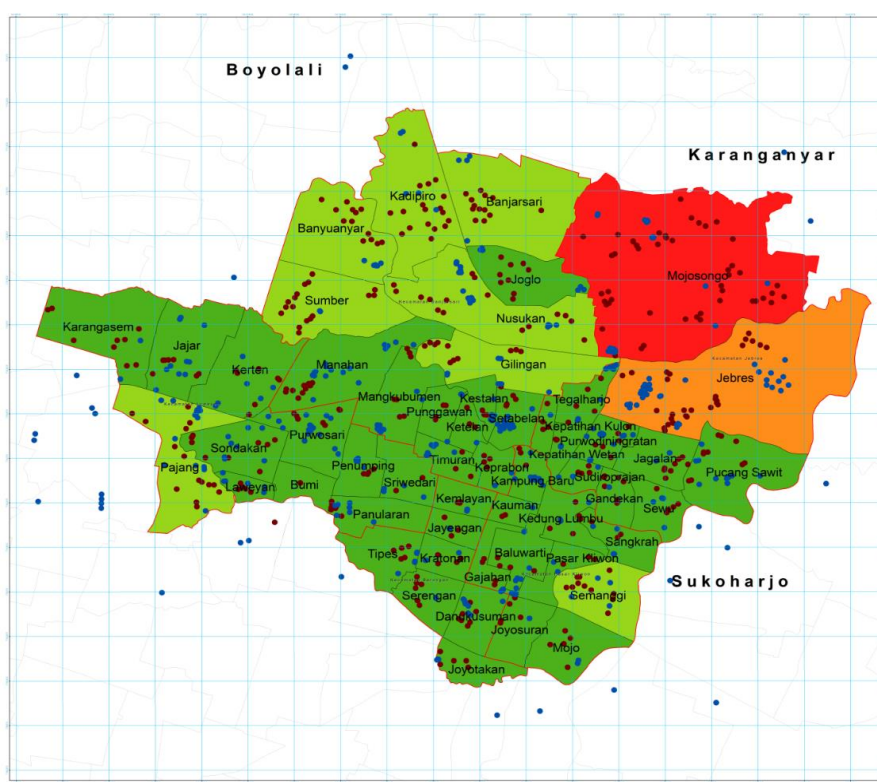 Boyolali
Karanganyar
Kadipiro
Banjarsari
Banyuanyar
Mojosongo
Joglo
Sumber
Nusukan
Karangasem
Jajar
Kerten
Manahan
Gilingan
Jebres
Mangkubumen
Kestalan
Tegalharjo
Punggawan
Setabelan
Ketelan
Kepatihan Kulon
Purwosari
Purwodiningratan
Sondakan
Kepatihan Wetan
Timuran
Jagalan
Pajang
Penumping
Keprabon
Pucang Sawit
Sudiroprajan
Kampung Baru
Sriwedari
Laweyan
Bumi
Kemlayan
Gandekan
Kauman
Sewu
Panularan
Kedung Lumbu
Jayengan
Sangkrah
Tipes
Kratonan
Baluwarti
Pasar Kliwon
Gajahan
Sukoharjo
Serengan
Semanggi
Dangkusuman
Joyosuran
Mojo
Joyotakan